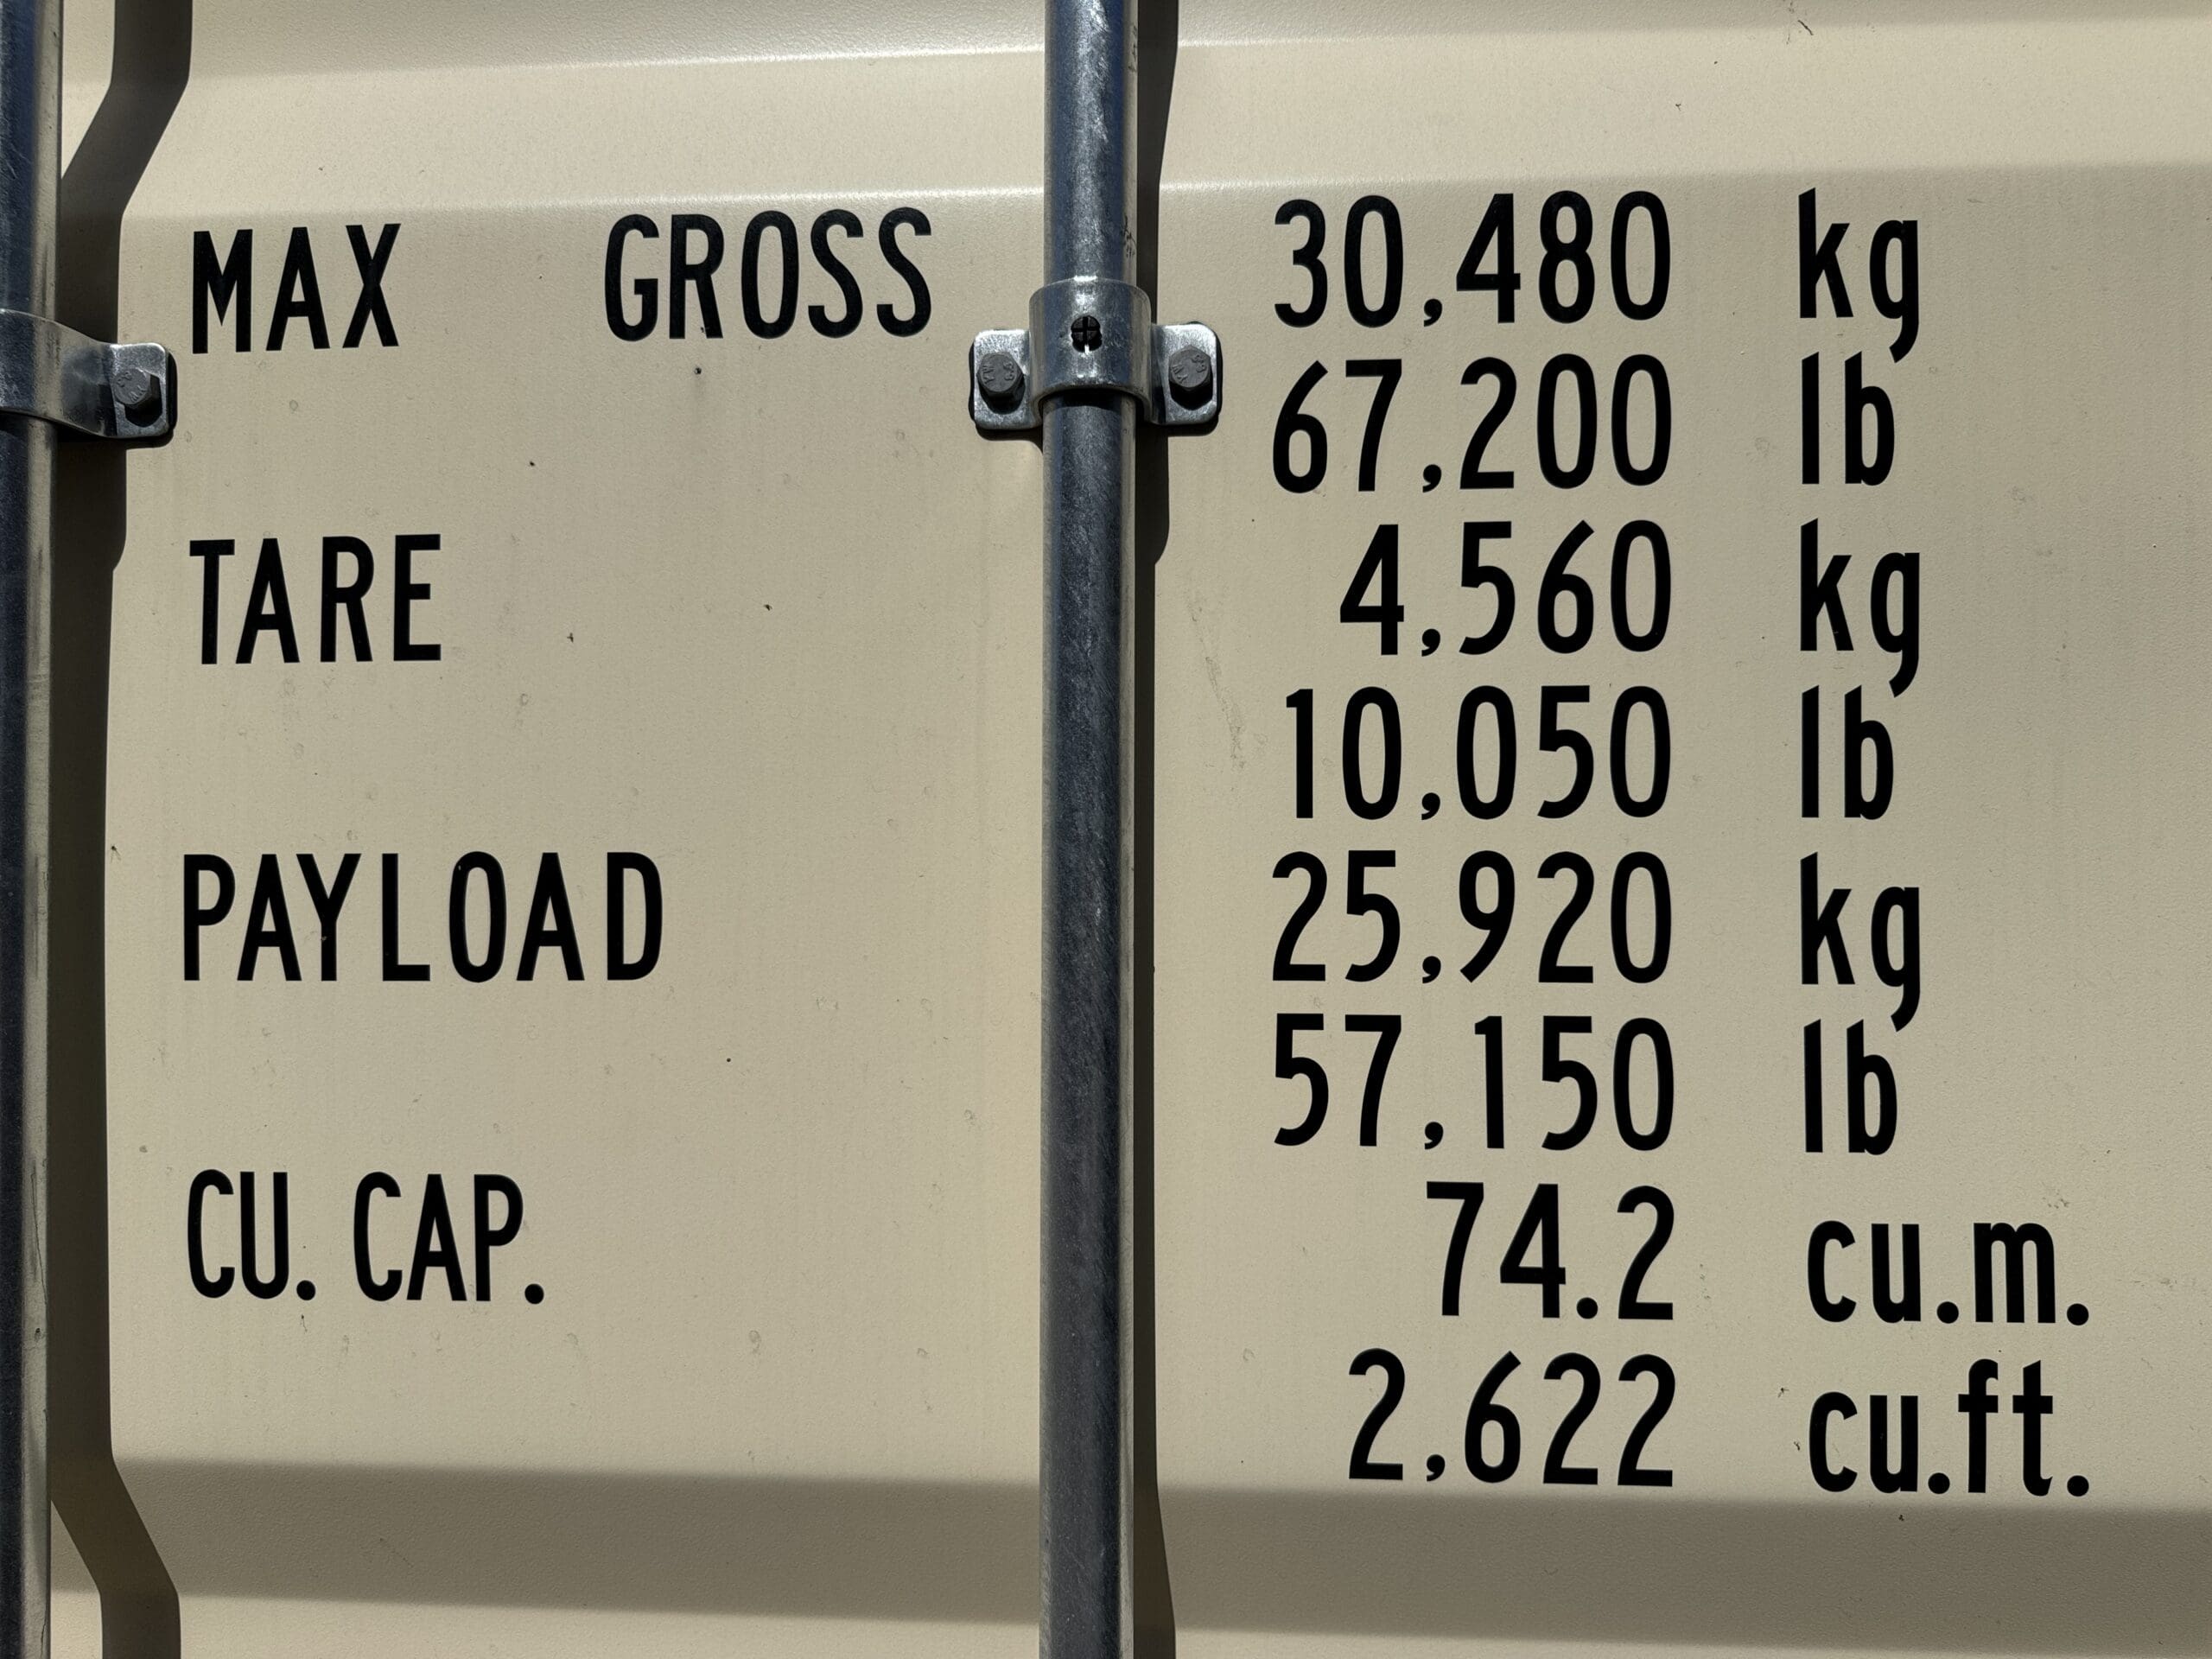 MAX GROSS 30,480 kg
67,200 lb
TARE 4,560 kg
10,050 lb
PAYLOAD 25,920 kg
57,150 lb
CU. CAP. 74.2 cu.m.
2,622 cu.ft.